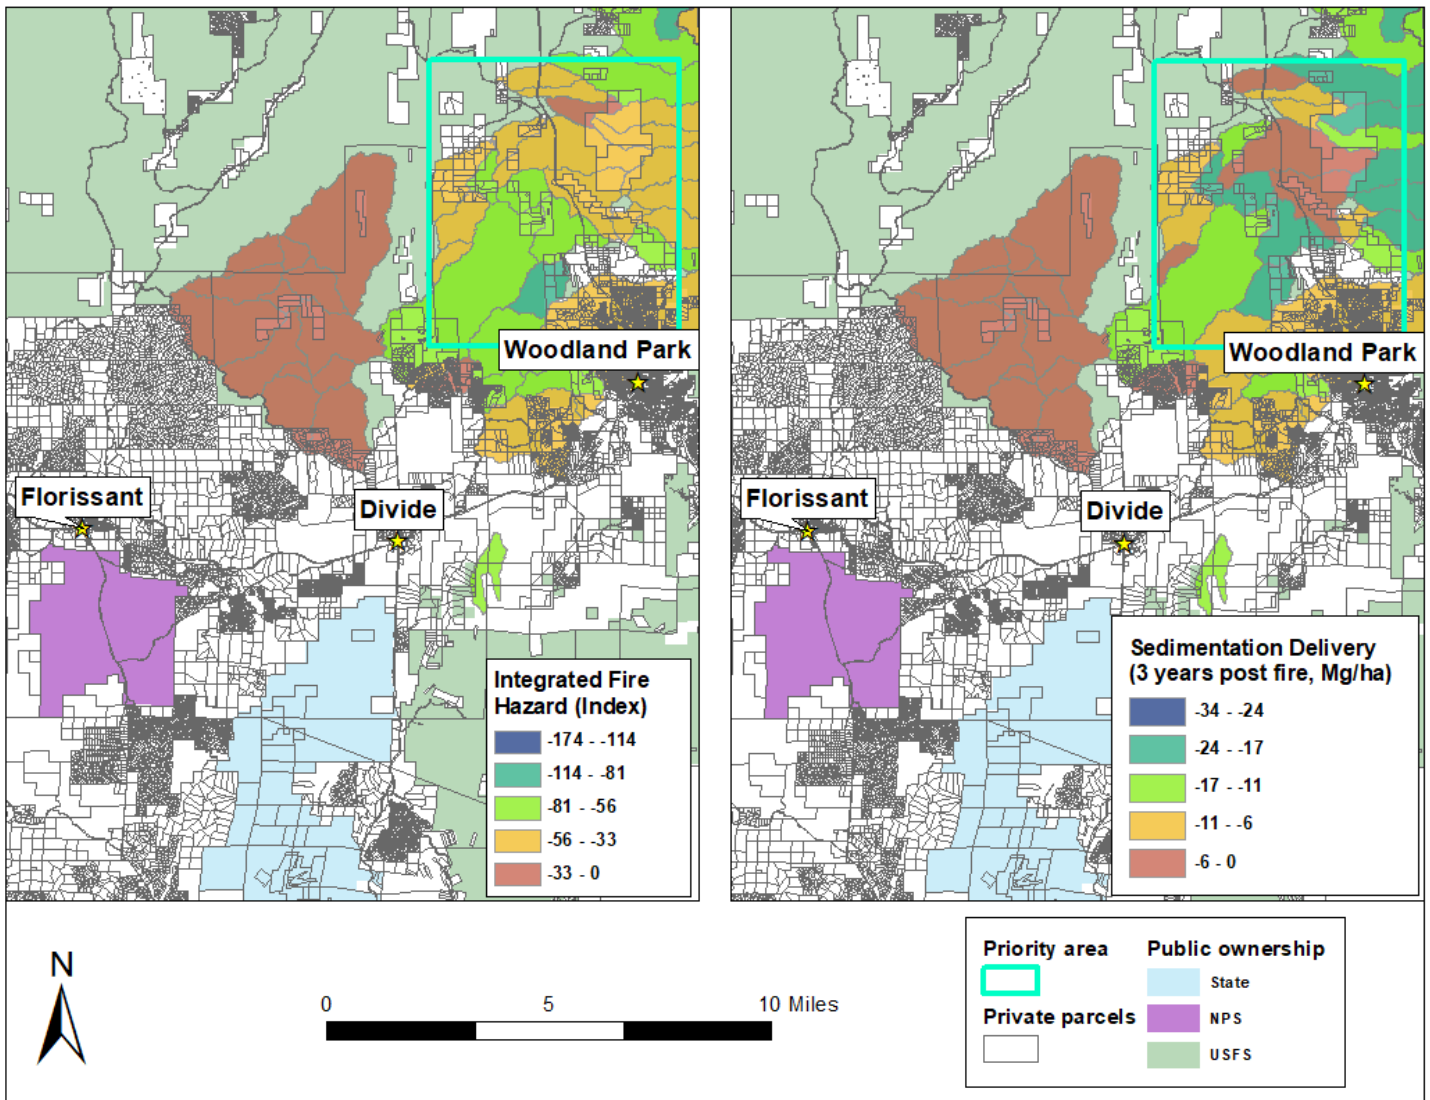 Woodland Park
Florissant
Divide
Integrated Fire
Hazard (Index)
-174 - -114
-114 - -81
-81 - -56
-56 - -33
-33 - 0
Woodland Park
Florissant
Divide
Sedimentation Delivery
(3 years post fire, Mg/ha)
-34 - -24
-24 - -17
-17 - -11
-11 - -6
-6 - 0
N
0 5 10 Miles
Priority area
Private parcels
Public ownership
State
NPS
USFS